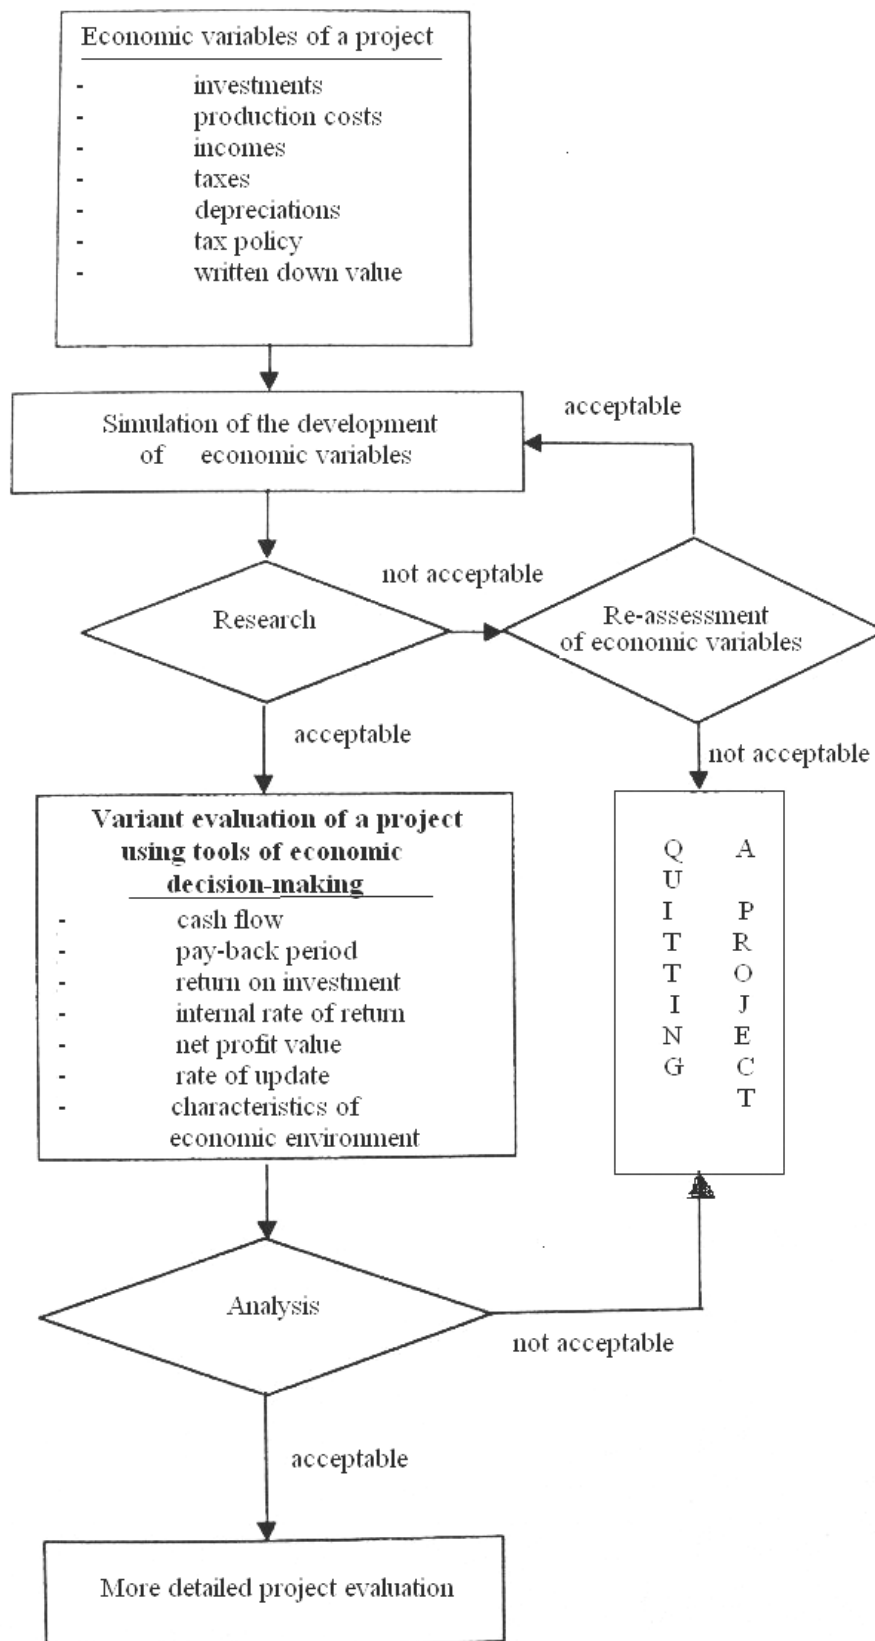 Economic variables of a project
- investments
- production costs
- incomes
- taxes
- depreciations
- tax policy
- written down value
Simulation of the development
of economic variables
acceptable
Research
not acceptable
Re-assessment
of economic variables
acceptable
not acceptable
Variant evaluation of a project
using tools of economic
decision-making
- cash flow
- pay-back period
- return on investment
- internal rate of return
- net profit value
- rate of update
- characteristics of
economic environment
QUITTING
A PROJECT
Analysis
not acceptable
acceptable
More detailed project evaluation